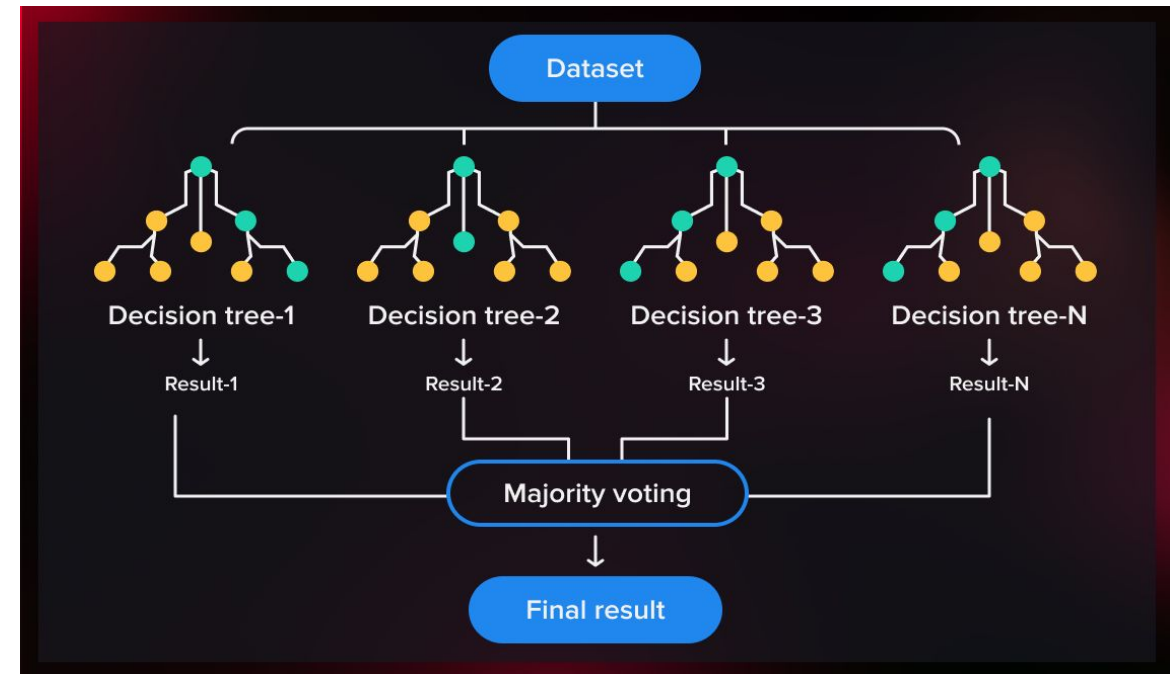 Dataset
Decision tree-1
Decision tree-2
Decision tree-3
Decision tree-N
Result-1
Result-2
Result-3
Result-N
Majority voting
Final result